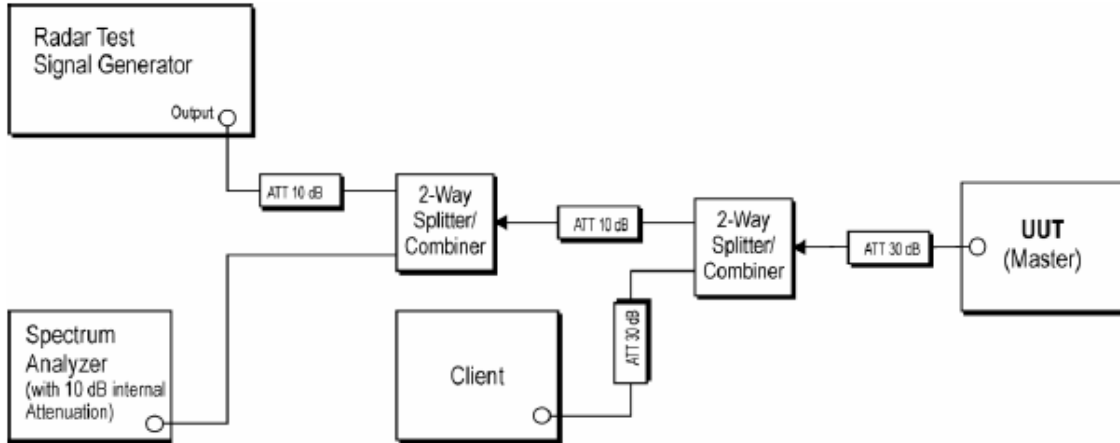 Radar Test
Signal Generator
Output
ATT 10 dB
2-Way
Splitter/
Combiner
ATT 10 dB
2-Way
Splitter/
Combiner
ATT 30 dB
UUT
(Master)
Spectrum
Analyzer
(with 10 dB internal
Attenuation)
Client
ATT 30 dB